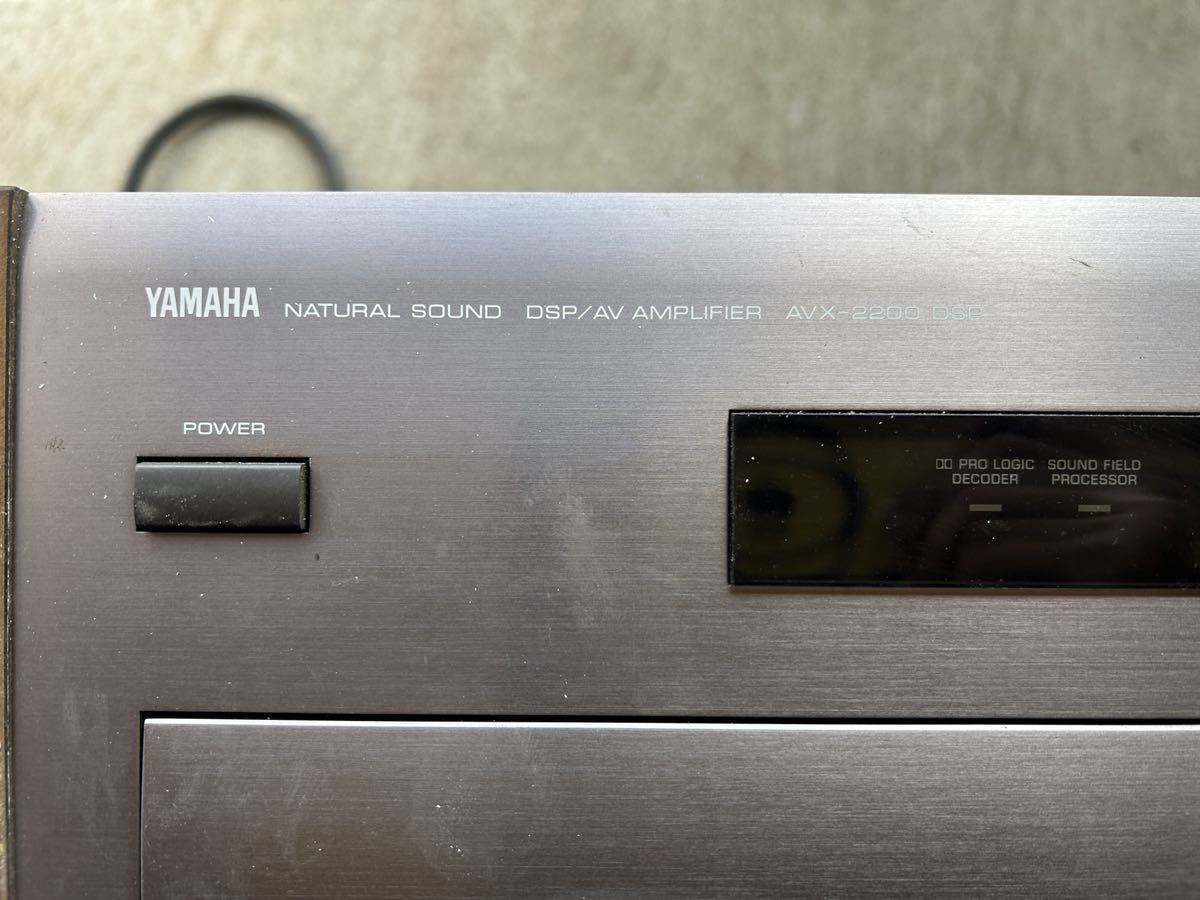 YAMAHA NATURAL SOUND DSP/AV AMPLIFIER AVX-2200 DSP
POWER
PRO LOGIC DECODER
SOUND FIELD PROCESSOR